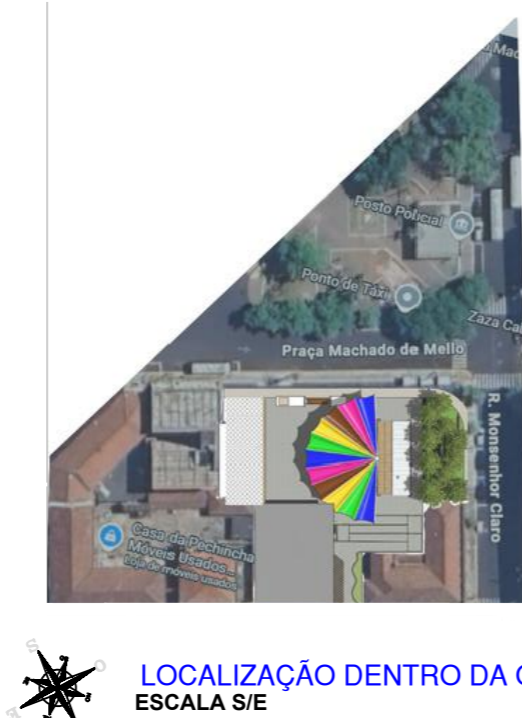 Mac
Posto Policial
Ponto de Táxi
Zaza Ca
Praça Machado de Mello
R. Monsenhor Claro
Casa da Pechincha
Móveis Usados...
Loja de móveis usados
S
O
LOCALIZAÇÃO DENTRO DA
ESCALA S/E